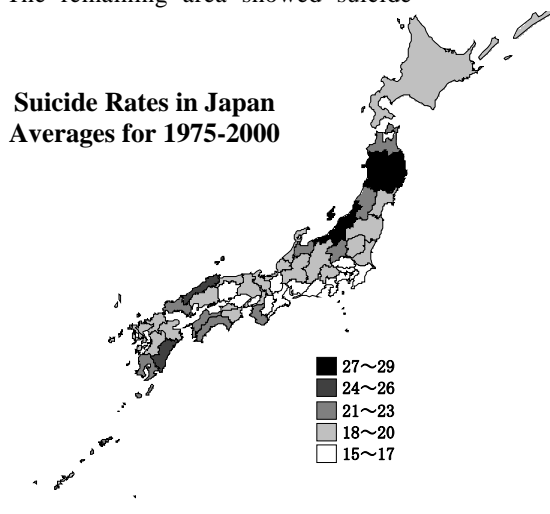 The remaining area showed suicide
Suicide Rates in Japan
Averages for 1975-2000
27～29
24～26
21～23
18～20
15～17